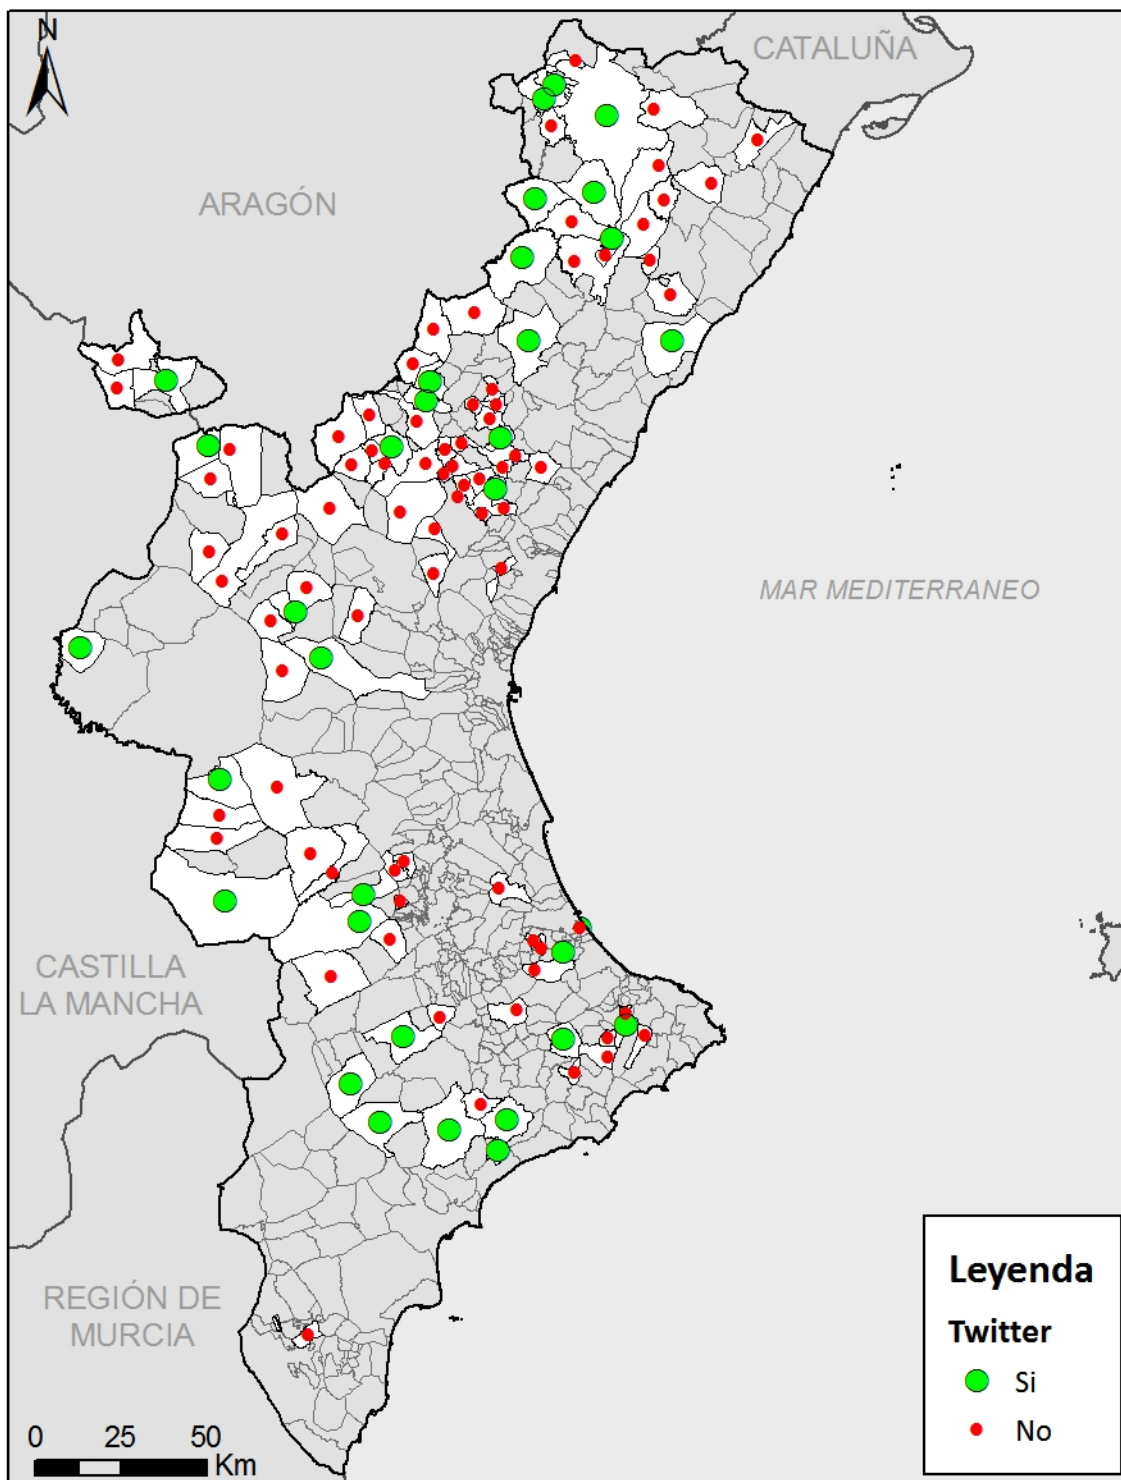 N
CATALUÑA
ARAGÓN
MAR MEDITERRANEO
CASTILLA
LA MANCHA
REGIÓN DE
MURCIA
Leyenda
Twitter
Si
No
0 25 50
Km